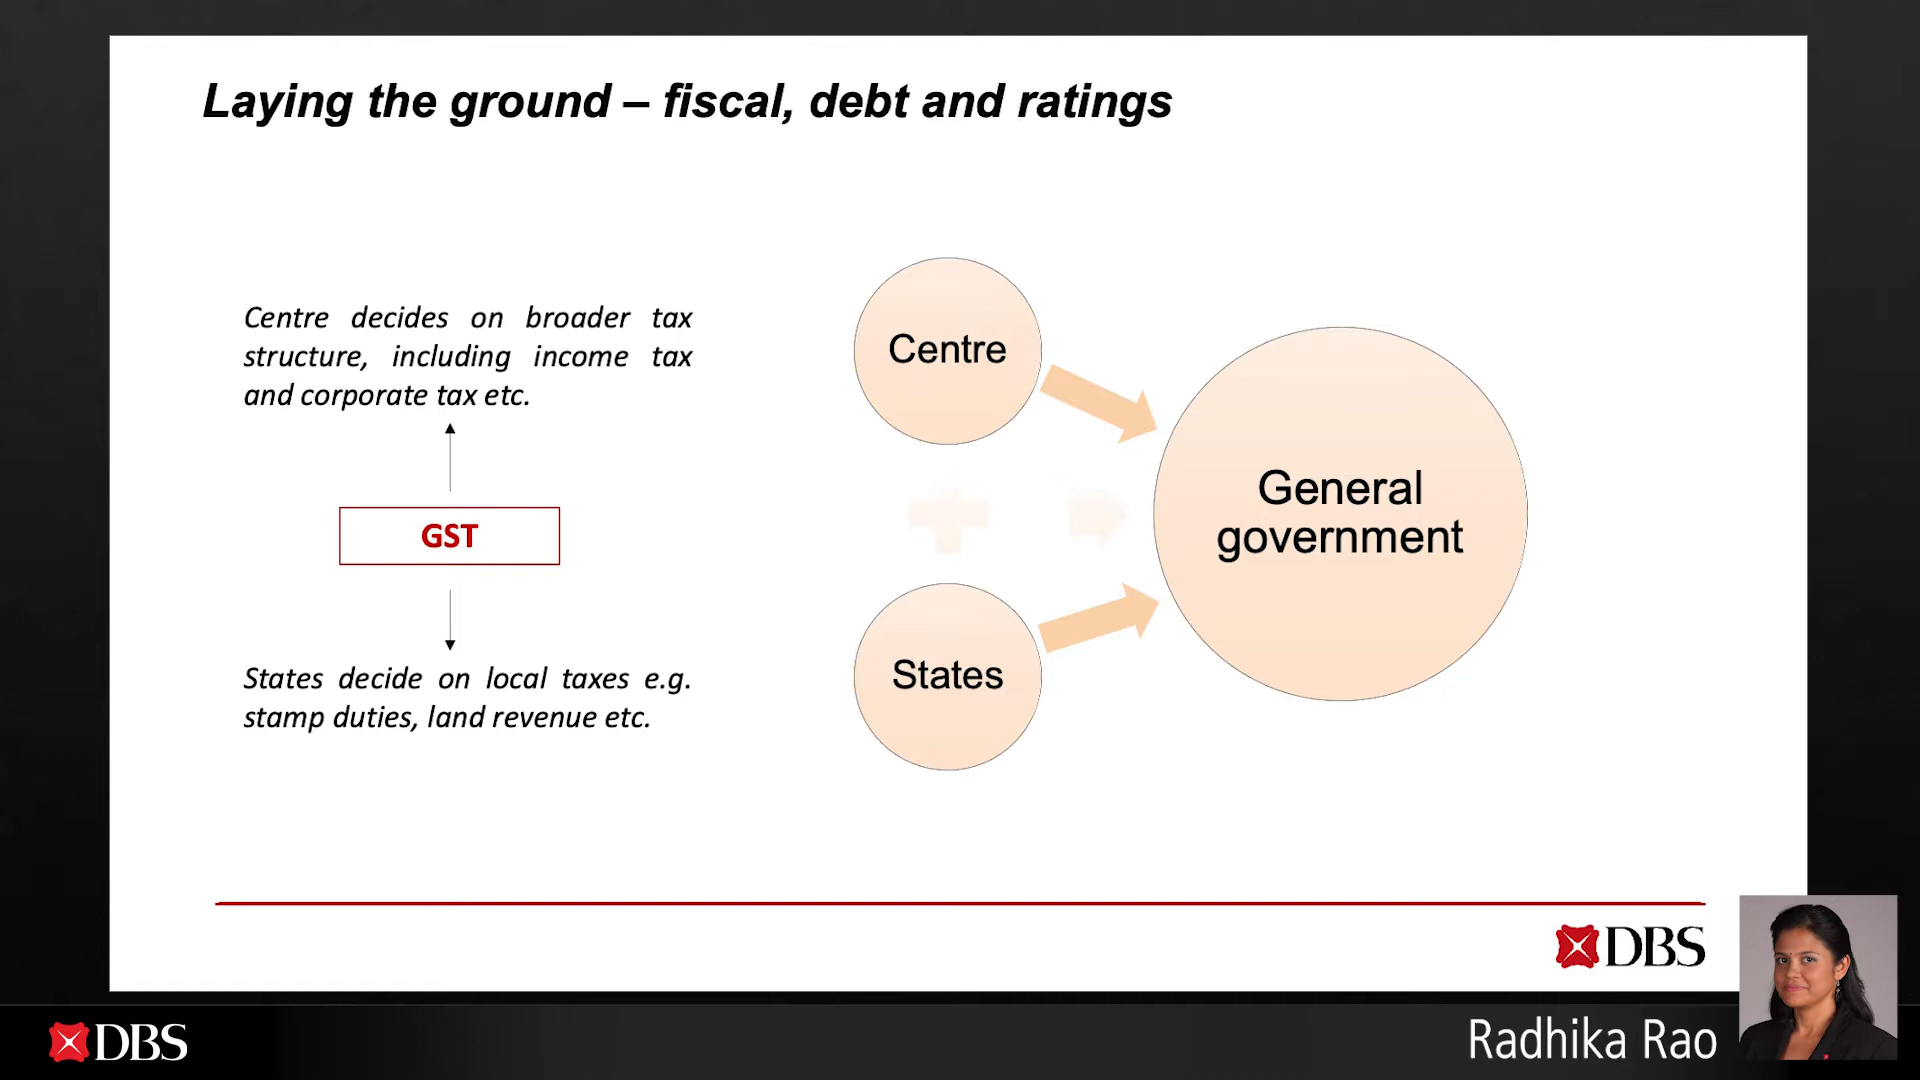 Laying the ground – fiscal, debt and ratings
Centre decides on broader tax
structure, including income tax
and corporate tax etc.
GST
States decide on local taxes e.g.
stamp duties, land revenue etc.
Centre
States
General
government
DBS
DBS
Radhika Rao